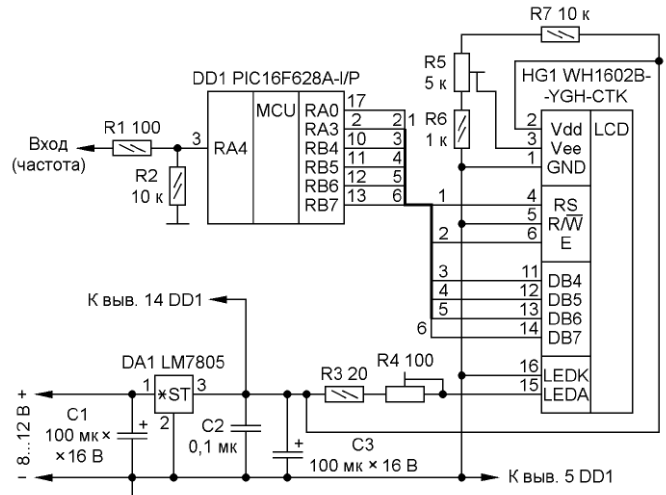 R7 10 к
R5
5 к
HG1 WH1602B-
-YGH-CTK
DD1 PIC16F628A-I/P
R6
1 к
Вход
(частота)
R1 100
R2
10 к
3
RA4
MCU
RA0
RA3
RB4
RB5
RB6
RB7
17
2
10
11
12
13
1
2
3
4
5
6
2
3
1
4
5
6
11
12
13
14
16
15
Vdd
Vee
GND
RS
R/W
E
DB4
DB5
DB6
DB7
LEDK
LEDA
LCD
1
2
3
4
5
6
К выв. 14 DD1
DA1 LM7805
1
∗ST
3
2
R3 20
R4 100
8...12 В
+
−
C1
100 мк ×
× 16 В
+
C2
0,1 мк
+
C3
100 мк × 16 В
К выв. 5 DD1